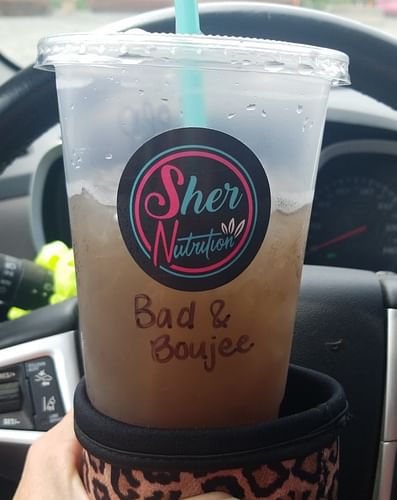 Sher
Nutrition
Bad &
Boujee